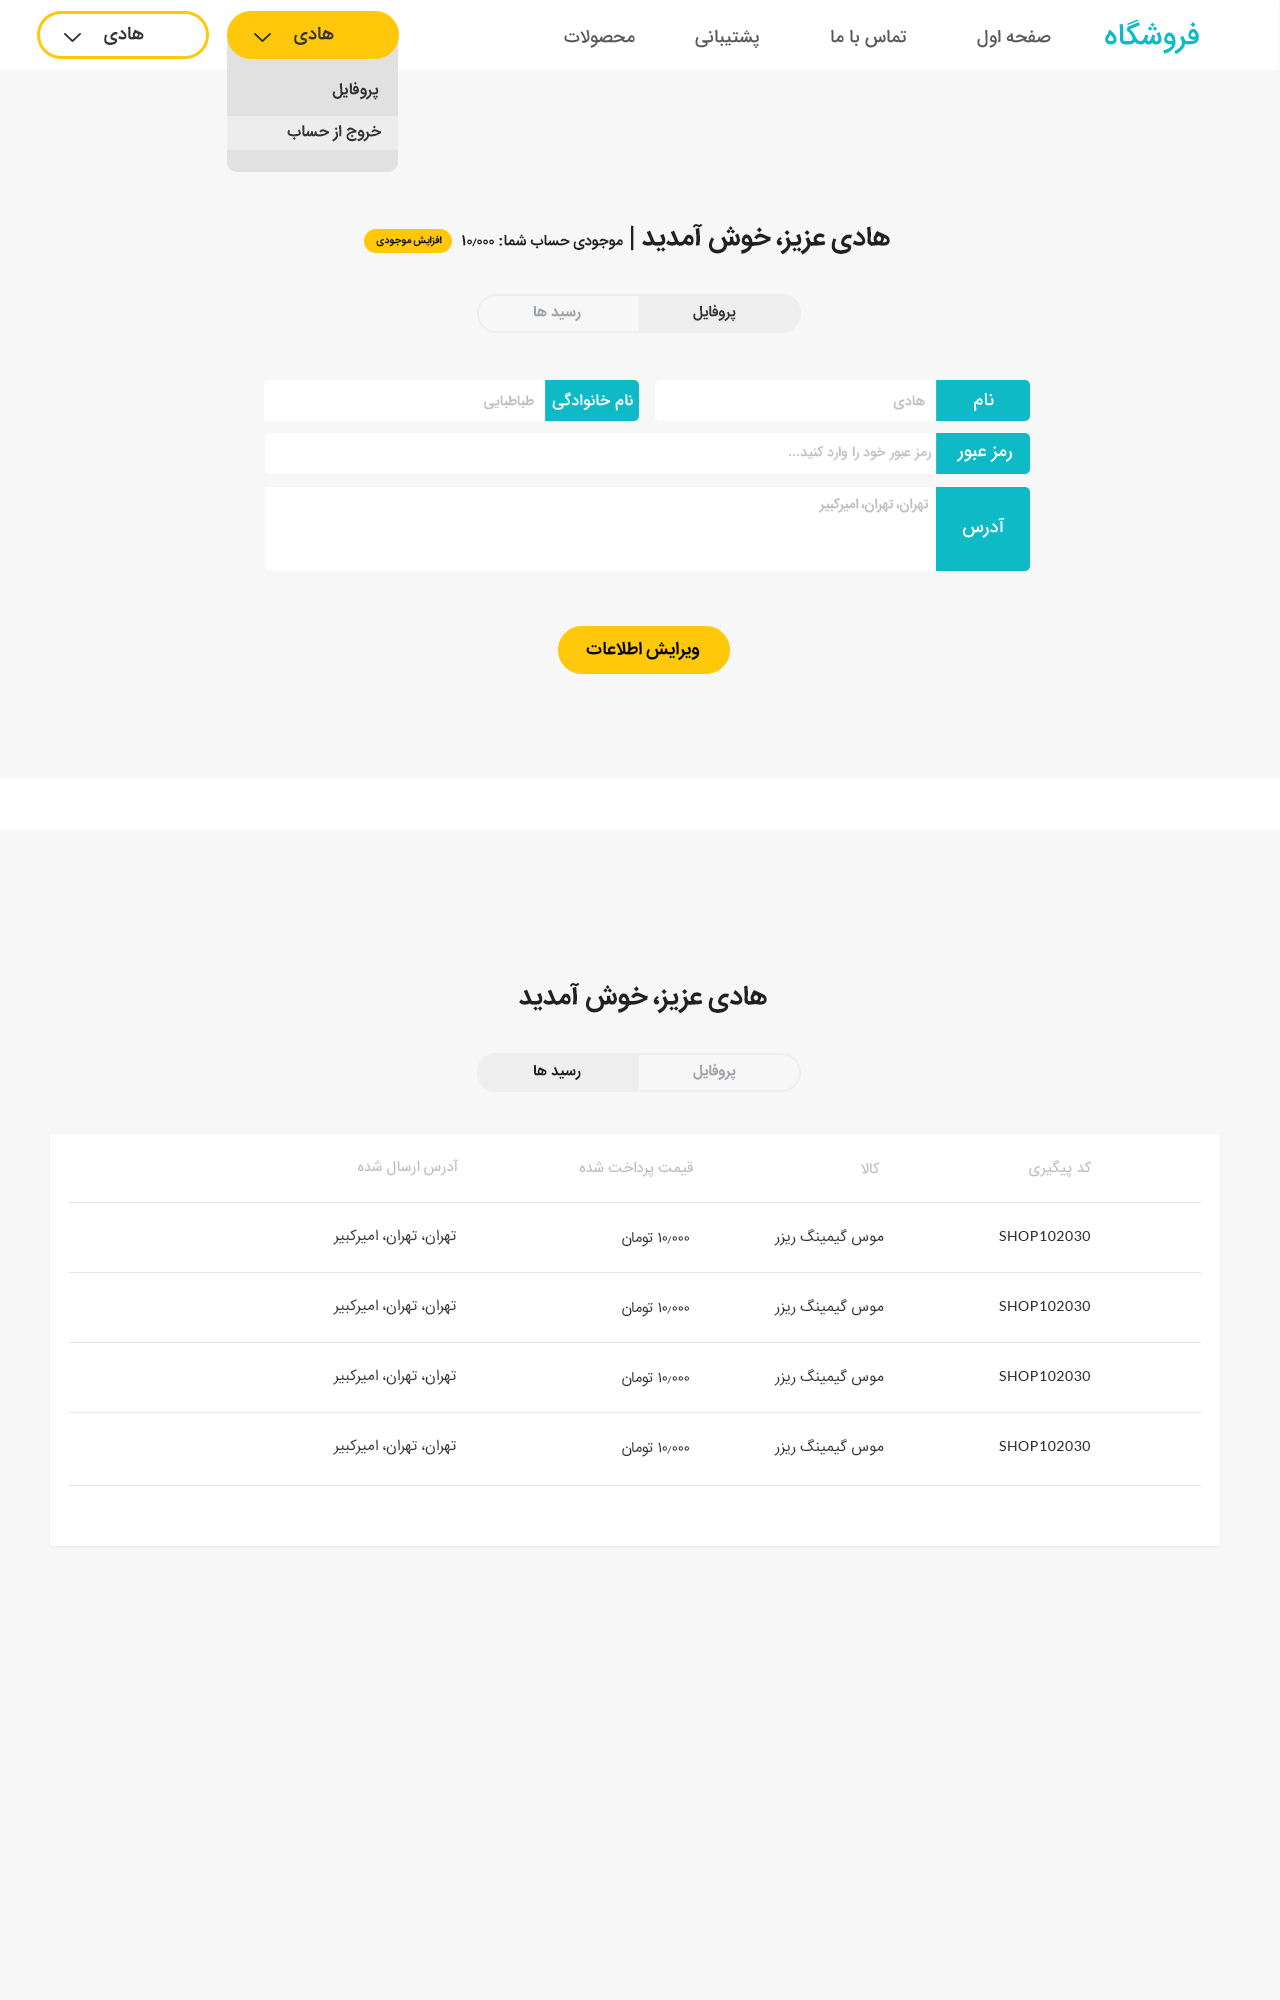 فروشگاه صفحه اول تماس با ما پشتیبانی محصولات هادی هادی
پروفایل
خروج از حساب
هادی عزیز، خوش آمدید | موجودی حساب شما: ۱۰٫۰۰۰ افزایش موجودی
پروفایل رسید ها
نام هادی نام خانوادگی طباطبایی
رمز عبور رمز عبور خود را وارد کنید...
آدرس تهران، تهران، امیرکبیر
ویرایش اطلاعات
هادی عزیز، خوش آمدید
پروفایل رسید ها
کد پیگیری کالا قیمت پرداخت شده آدرس ارسال شده
SHOP102030 موس گیمینگ ریزر ۱۰٫۰۰۰ تومان تهران، تهران، امیرکبیر
SHOP102030 موس گیمینگ ریزر ۱۰٫۰۰۰ تومان تهران، تهران، امیرکبیر
SHOP102030 موس گیمینگ ریزر ۱۰٫۰۰۰ تومان تهران، تهران، امیرکبیر
SHOP102030 موس گیمینگ ریزر ۱۰٫۰۰۰ تومان تهران، تهران، امیرکبیر